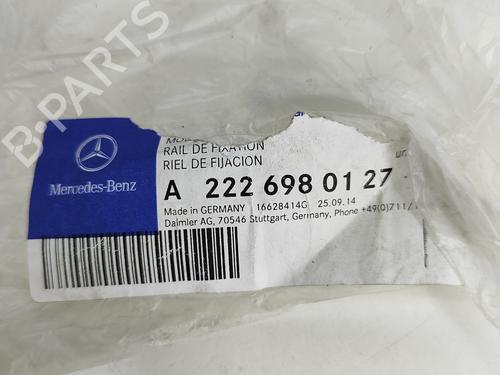 B-PARTS
RAIL DE FIXATION
RIEL DE FIJACION
Mercedes-Benz
A 222 698 01 27
Made in GERMANY 16628414G 25.09.14
Daimler AG, 70546 Stuttgart, Germany, Phone +49(0)711/